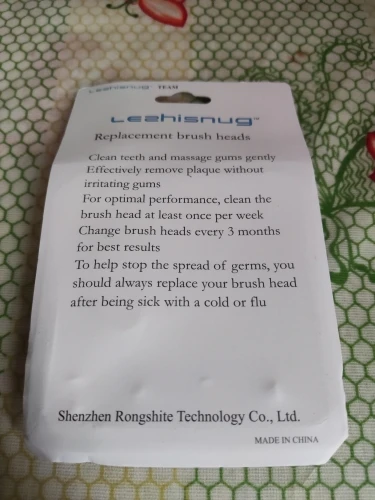 Lezhisnug™ TEAM
Lezhisnug™
Replacement brush heads
Clean teeth and massage gums gently
Effectively remove plaque without
irritating gums
For optimal performance, clean the
brush head at least once per week
Change brush heads every 3 months
for best results
To help stop the spread of germs, you
should always replace your brush head
after being sick with a cold or flu
Shenzhen Rongshite Technology Co., Ltd.
MADE IN CHINA